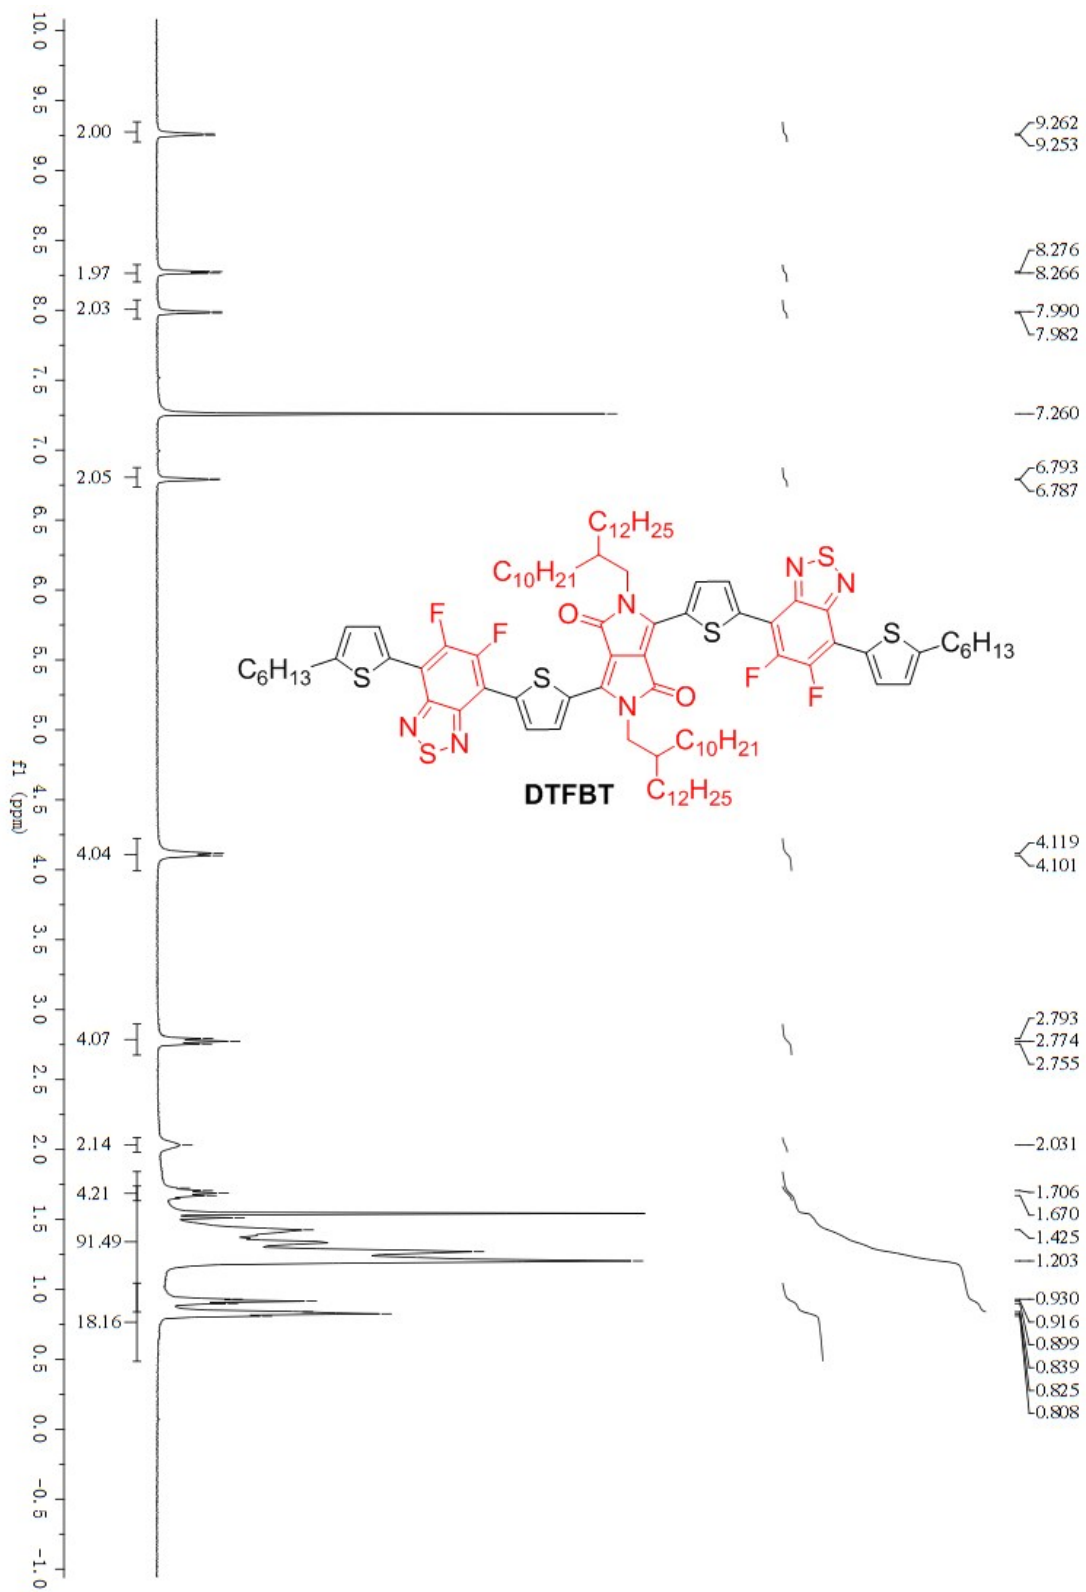 10.0
9.5
9.0
8.5
8.0
7.5
7.0
6.5
6.0
5.5
5.0
4.5
4.0
3.5
3.0
2.5
2.0
1.5
1.0
0.5
0.0
-0.5
-1.0
f1 (ppm)
2.00
1.97
2.03
2.05
4.04
4.07
2.14
4.21
91.49
18.16
9.262
9.253
8.276
8.266
7.990
7.982
7.260
6.793
6.787
4.119
4.101
2.793
2.774
2.755
2.031
1.706
1.670
1.425
1.203
0.930
0.916
0.899
0.839
0.825
0.808
C12H25
C10H21
N
O
S
N S N
F F
S
C6H13
F F
C6H13
S
N S N
S
O
N
C10H21
C12H25
DTFBT